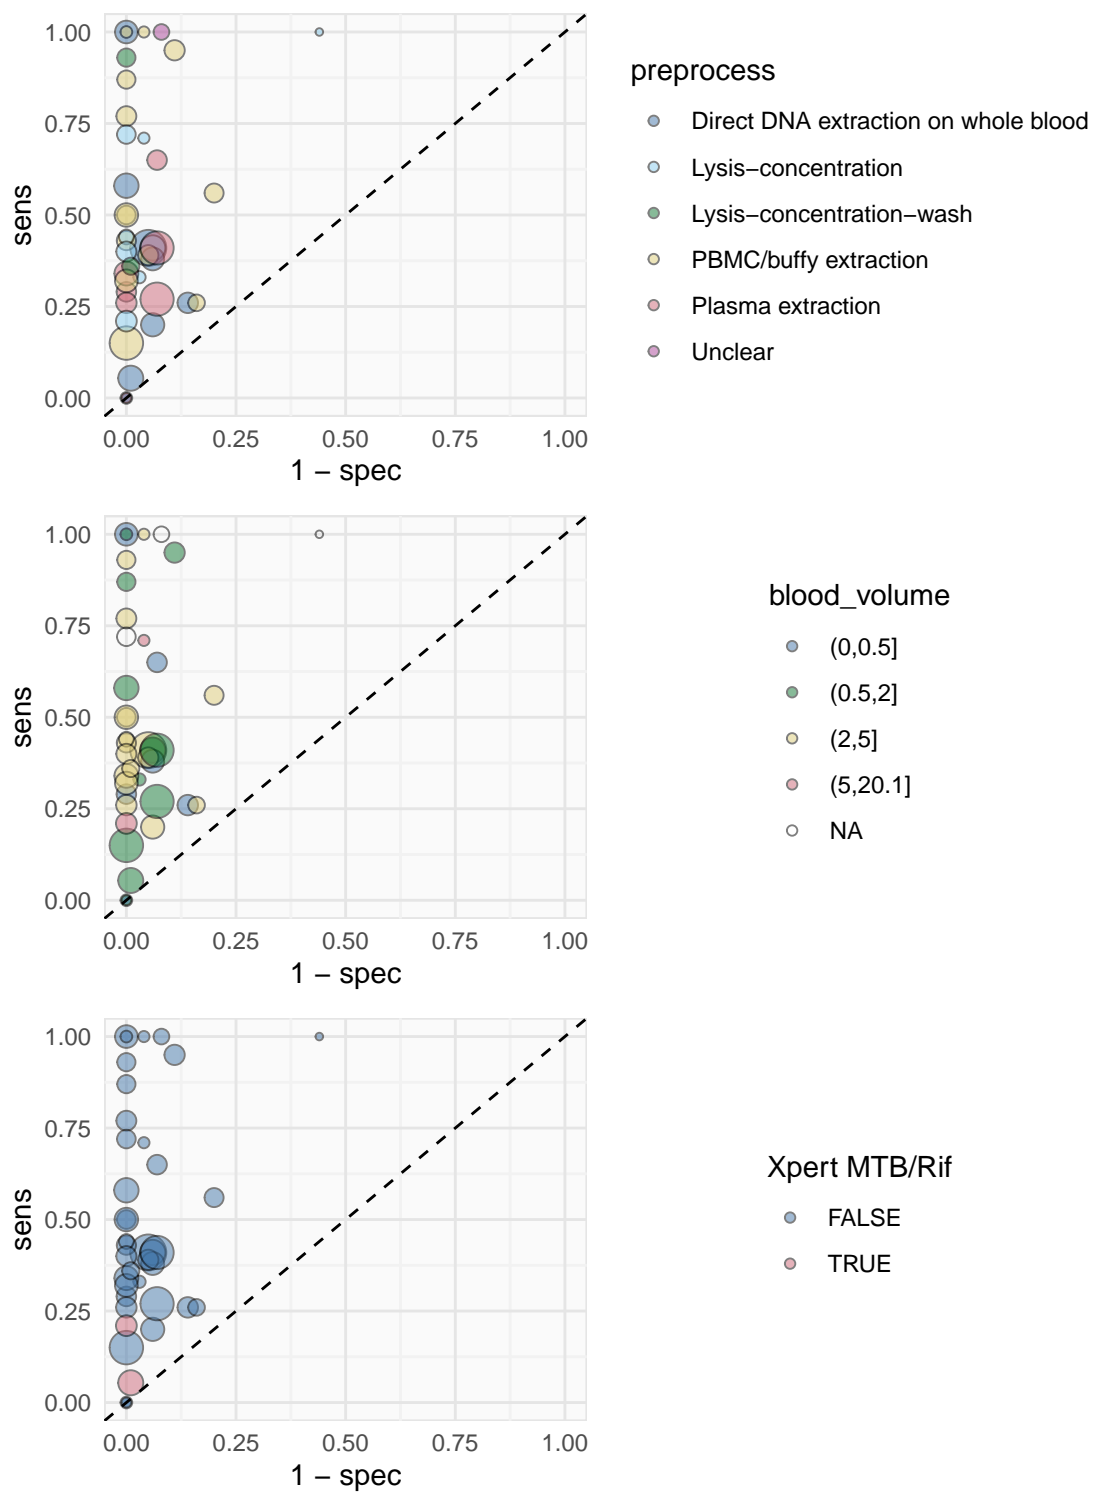 1.00
0.75
0.50
0.25
0.00
sens
0.00 0.25 0.50 0.75 1.00
1 − spec
preprocess
Direct DNA extraction on whole blood
Lysis−concentration
Lysis−concentration−wash
PBMC/buffy extraction
Plasma extraction
Unclear
1.00
0.75
0.50
0.25
0.00
sens
0.00 0.25 0.50 0.75 1.00
1 − spec
blood_volume
(0,0.5]
(0.5,2]
(2,5]
(5,20.1]
NA
1.00
0.75
0.50
0.25
0.00
sens
0.00 0.25 0.50 0.75 1.00
1 − spec
Xpert MTB/Rif
FALSE
TRUE